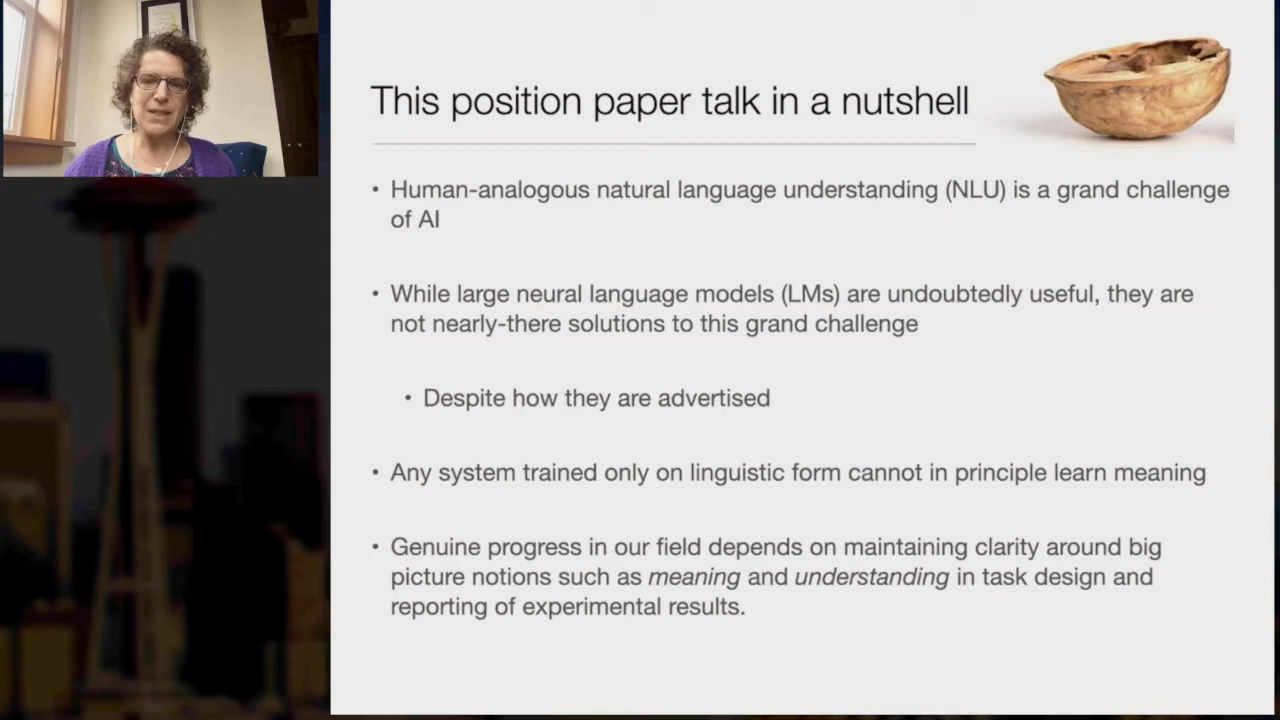 This position paper talk in a nutshell
• Human-analogous natural language understanding (NLU) is a grand challenge
of AI
• While large neural language models (LMs) are undoubtedly useful, they are
not nearly-there solutions to this grand challenge
• Despite how they are advertised
• Any system trained only on linguistic form cannot in principle learn meaning
• Genuine progress in our field depends on maintaining clarity around big
picture notions such as meaning and understanding in task design and
reporting of experimental results.